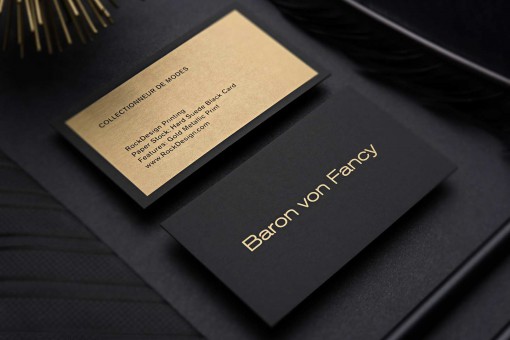 COLLECTIONNEUR DE MODES
RockDesign Printing
Paper Stock: Hard Suede Black Card
Features: Gold Metallic Print
www.RockDesign.com
Baron von Fancy